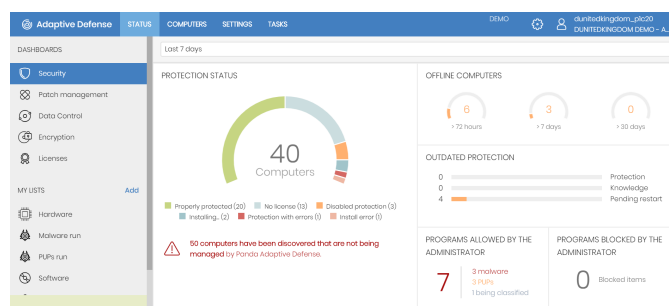 Adaptive Defense STATUS COMPUTERS SETTINGS TASKS DEMO dunitedkingdom_plc20
DUNITEDKINGDOM DEMO - A...
DASHBOARDS
Security
Patch management
Data Control
Encryption
Licenses
MY LISTS Add
Hardware
Malware run
PUPs run
Software
Last 7 days
PROTECTION STATUS
40
Computers
Properly protected (20) No license (13) Disabled protection (3)
Installing... (2) Protection with errors (1) Install error (1)
50 computers have been discovered that are not being
managed by Panda Adaptive Defense.
OFFLINE COMPUTERS
6 3 0
> 72 hours > 7 days > 30 days
OUTDATED PROTECTION
0 Protection
0 Knowledge
4 Pending restart
PROGRAMS ALLOWED BY THE
ADMINISTRATOR
7
3 malware
3 PUPs
1 being classified
PROGRAMS BLOCKED BY THE
ADMINISTRATOR
0 Blocked items